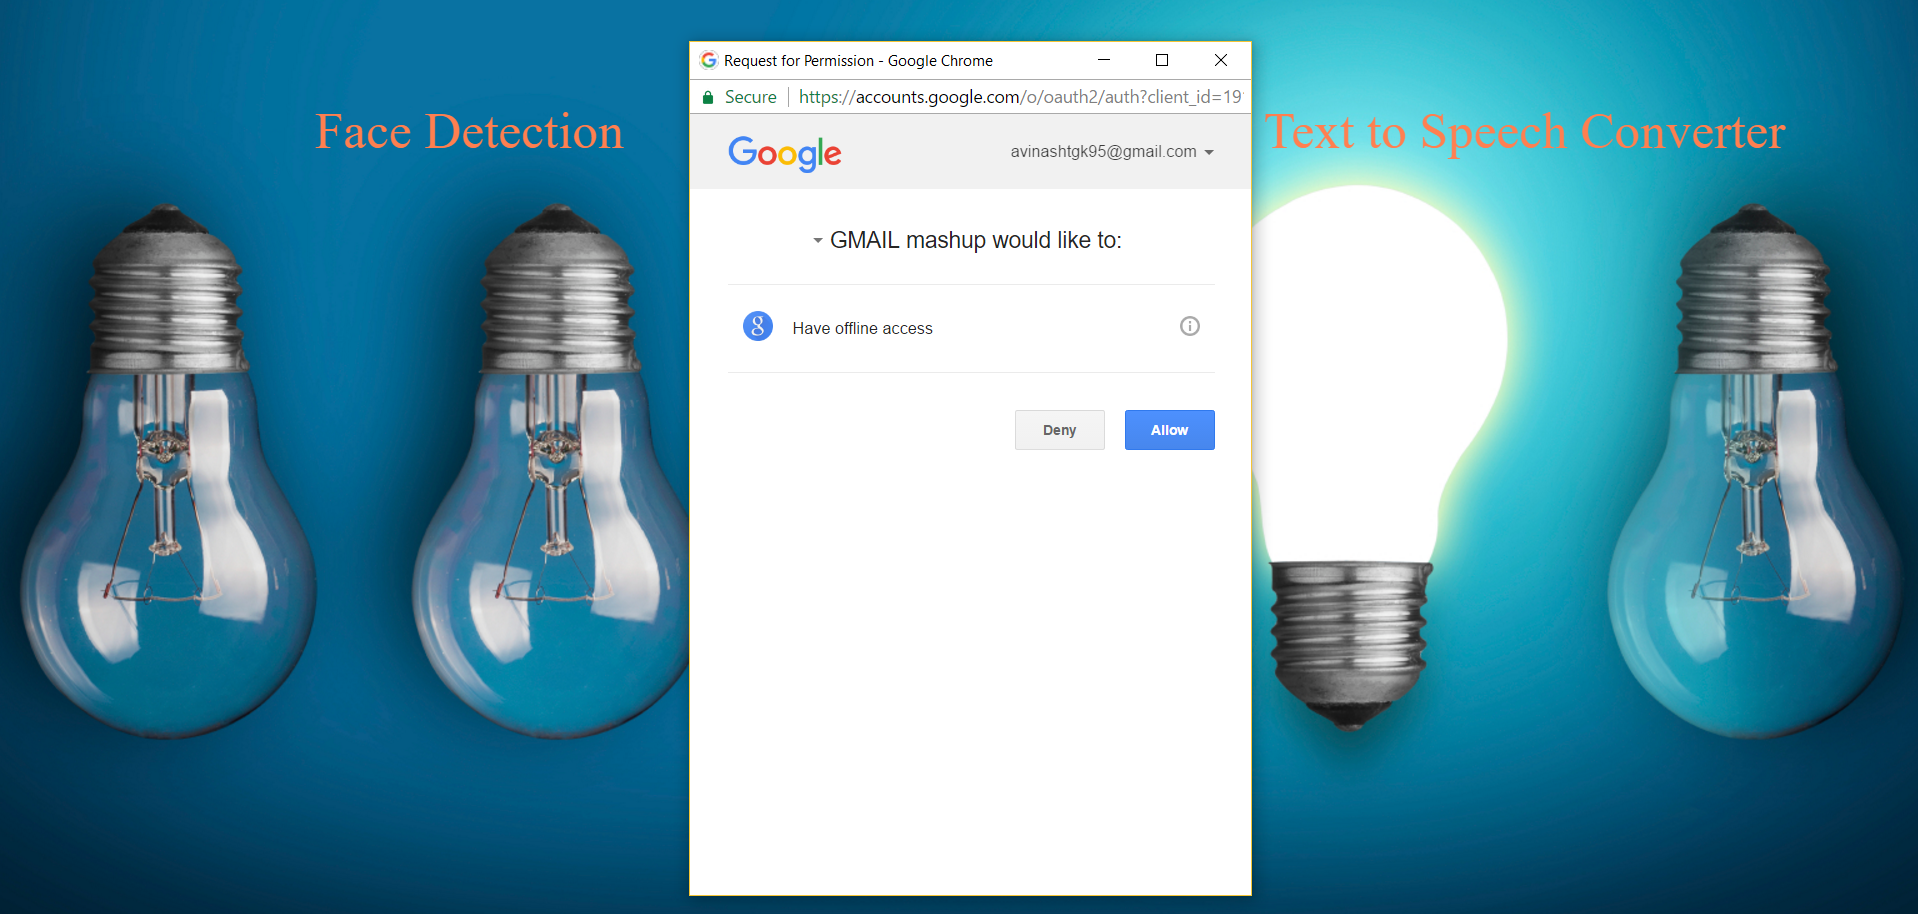 Face Detection
Request for Permission - Google Chrome
Secure
https://accounts.google.com/o/oauth2/auth?client_id=19
Google
avinashtgk95@gmail.com
GMAIL mashup would like to:
g
Have offline access
Deny
Allow
Text to Speech Converter